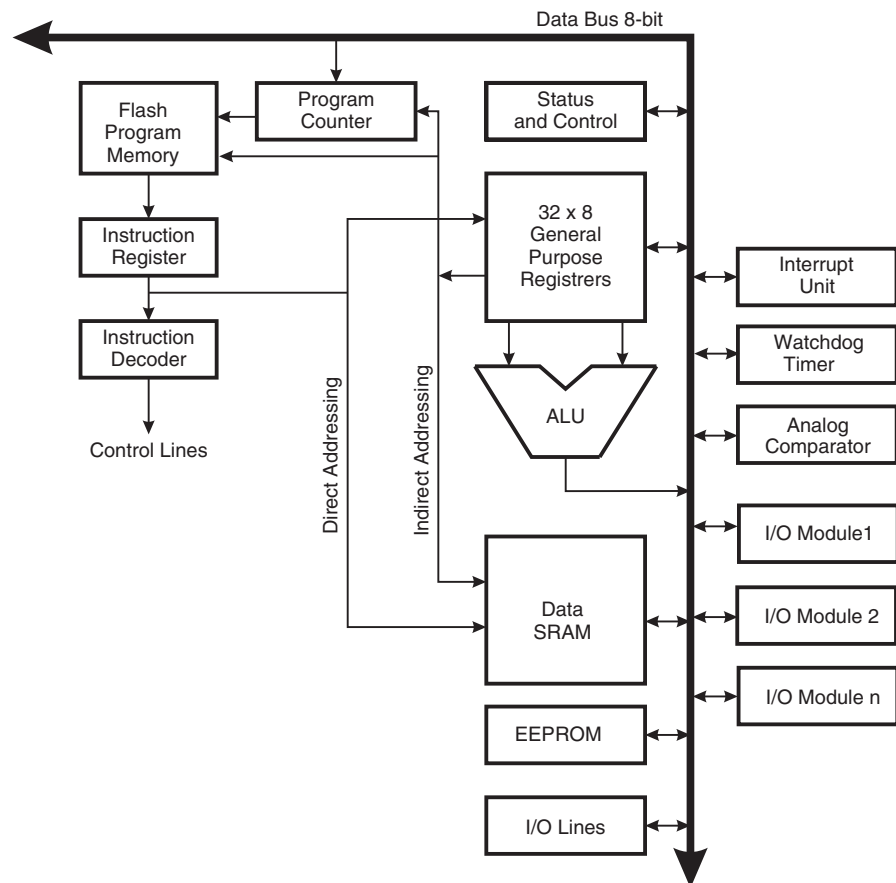 Data Bus 8-bit
Flash
Program
Memory
Program
Counter
Status
and Control
Instruction
Register
32 x 8
General
Purpose
Registrers
Interrupt
Unit
Instruction
Decoder
Watchdog
Timer
Control Lines
Direct Addressing
Indirect Addressing
ALU
Analog
Comparator
I/O Module1
Data
SRAM
I/O Module 2
I/O Module n
EEPROM
I/O Lines